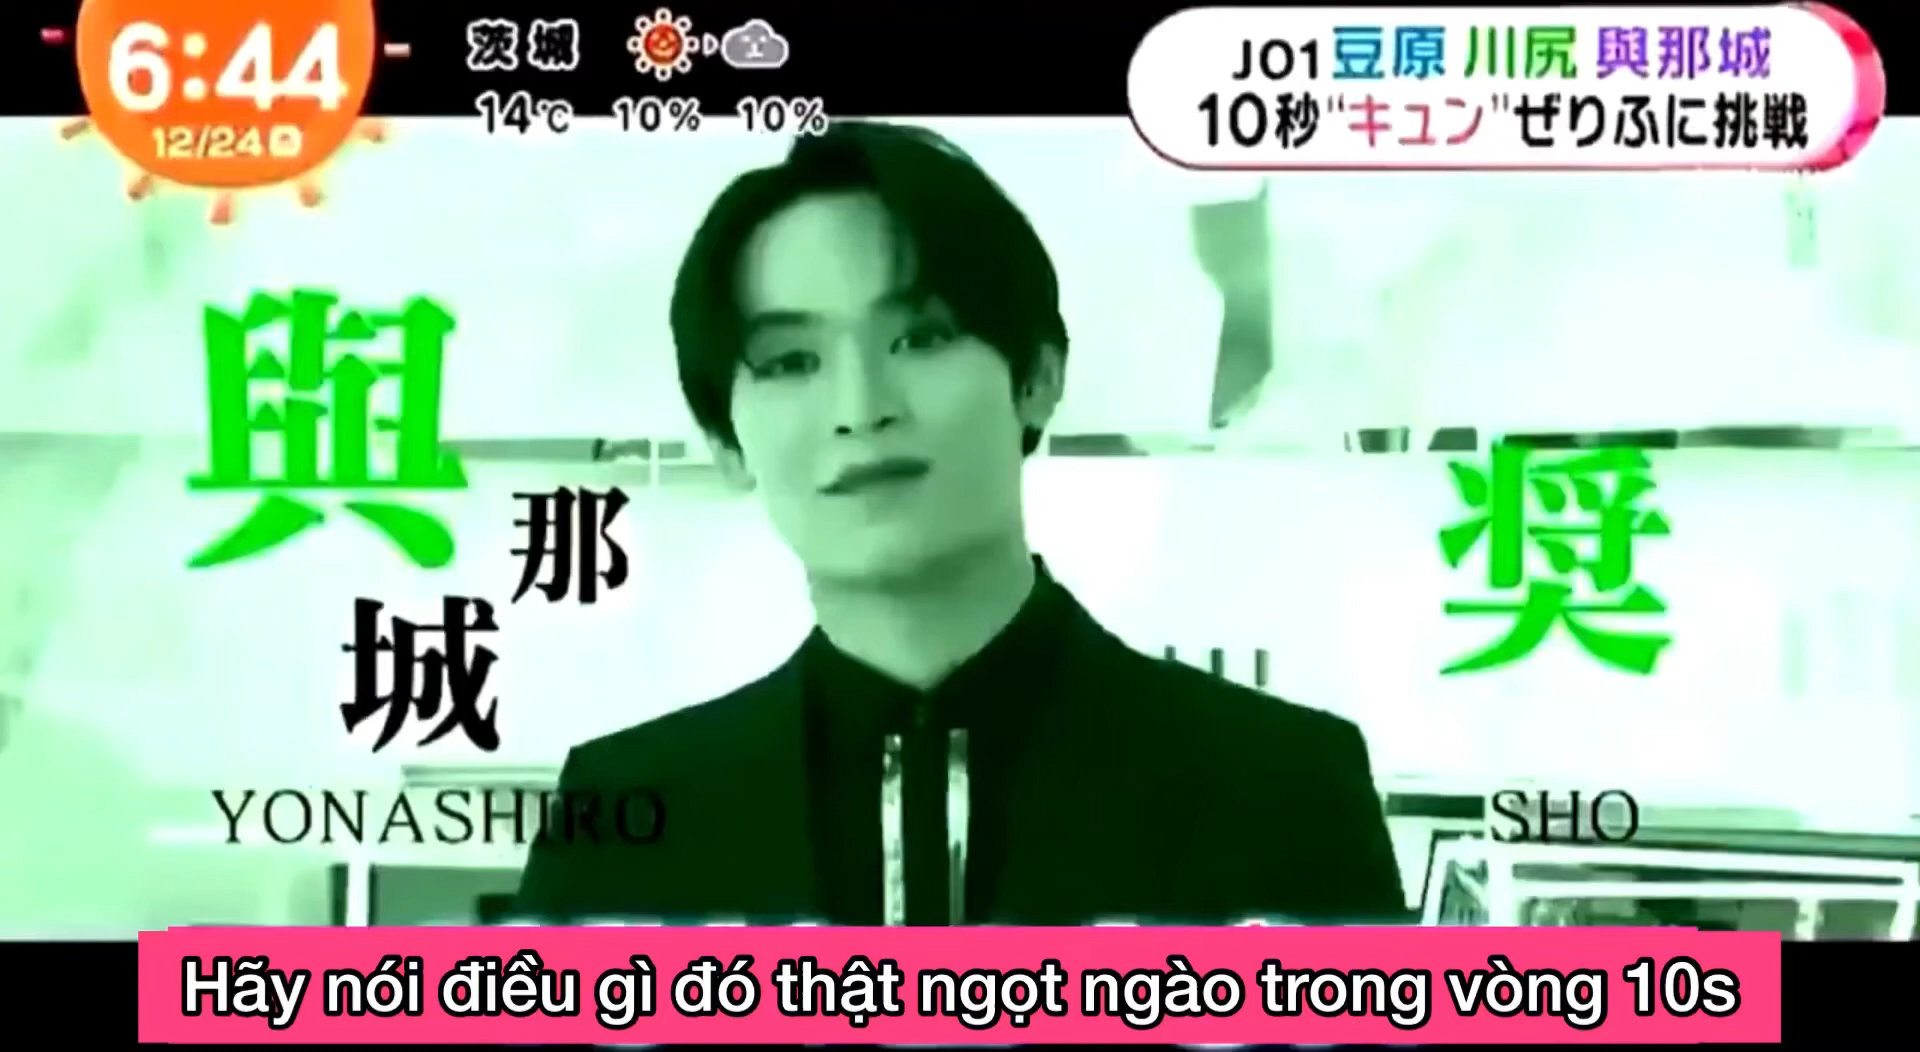 6:44
12/24
茨城
14℃ 10% 10%
JO1 豆原 川尻 與那城
10秒“キュン”ぜりふに挑戦
與那城
奨
YONASHIRO
SHO
Hãy nói điều gì đó thật ngọt ngào trong vòng 10s